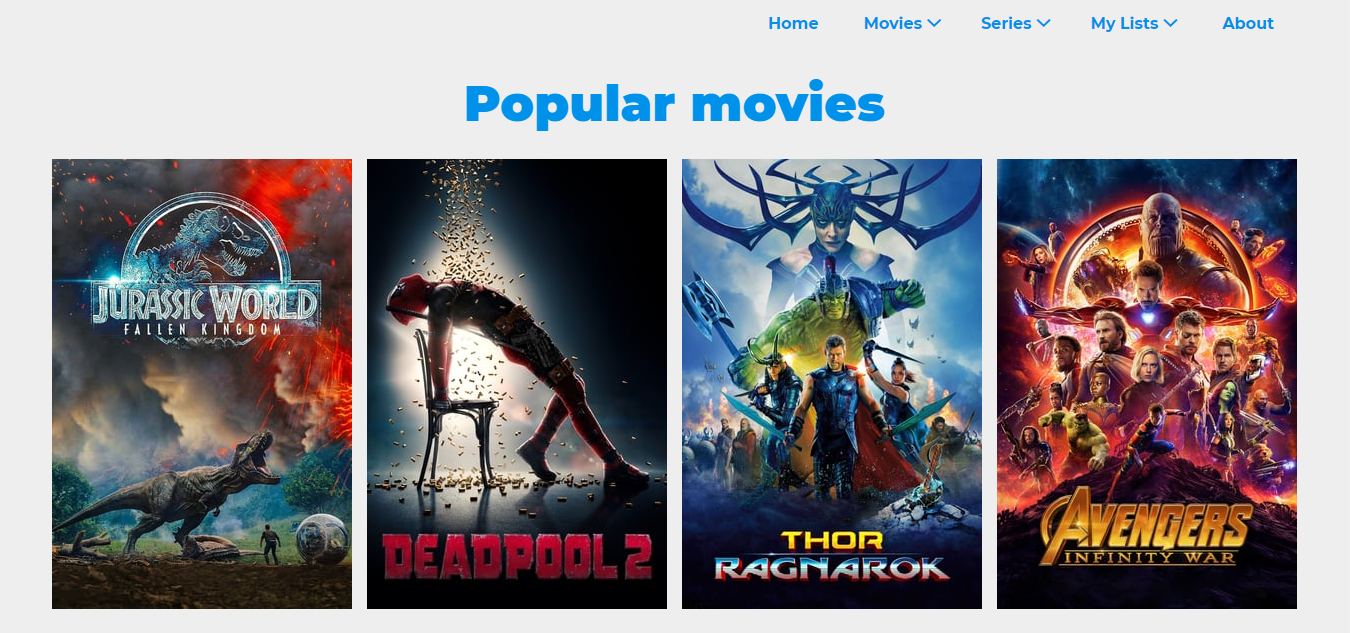 Home Movies Series My Lists About
Popular movies
JURASSIC WORLD
FALLEN KINGDOM
DEADPOOL 2
THOR
RAGNAROK
AVENGERS
INFINITY WAR